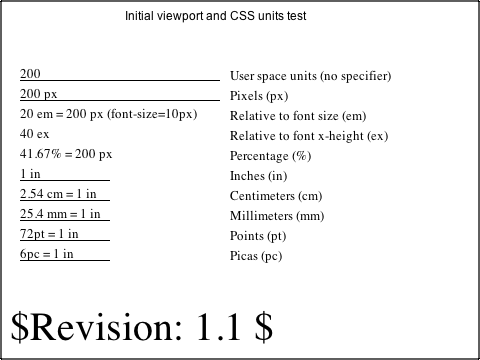 Initial viewport and CSS units test
200 User space units (no specifier)
200 px Pixels (px)
20 em = 200 px (font-size=10px) Relative to font size (em)
40 ex Relative to font x-height (ex)
41.67% = 200 px Percentage (%)
1 in Inches (in)
2.54 cm = 1 in Centimeters (cm)
25.4 mm = 1 in Millimeters (mm)
72pt = 1 in Points (pt)
6pc = 1 in Picas (pc)
$Revision: 1.1 $